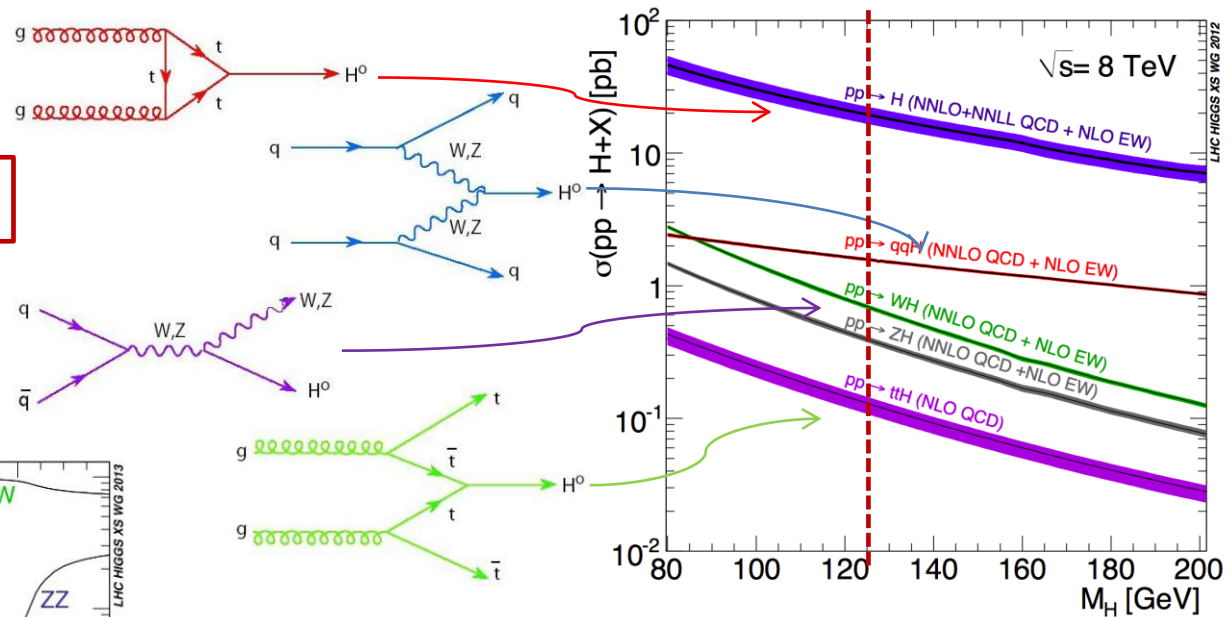 g
t
t
t
g
H⁰
q
q
W,Z
H⁰
W,Z
q
q
q
W,Z
W,Z
q̄
H⁰
t
g
t̄
H⁰
t
g
t̄
W
ZZ
LHC HIGGS XS WG 2013
σ(pp → H+X) [pb]
10²
10
1
10⁻¹
10⁻²
√s= 8 TeV
LHC HIGGS XS WG 2012
pp → H (NNLO+NNLL QCD + NLO EW)
pp → qqH (NNLO QCD + NLO EW)
pp → WH (NNLO QCD + NLO EW)
pp → ZH (NNLO QCD +NLO EW)
pp → ttH (NLO QCD)
80 100 120 140 160 180 200
M_H [GeV]